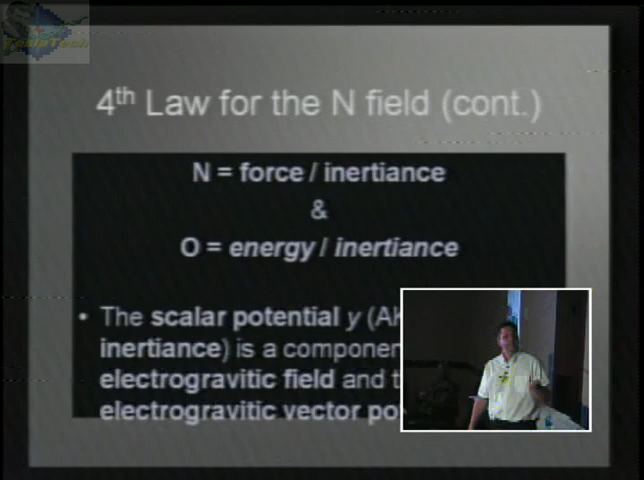 TeslaTech
4th Law for the N field (cont.)
N = force / inertiance
&
O = energy / inertiance
• The scalar potential y (AK
inertiance) is a componen
electrogravitic field and t
electrogravitic vector po